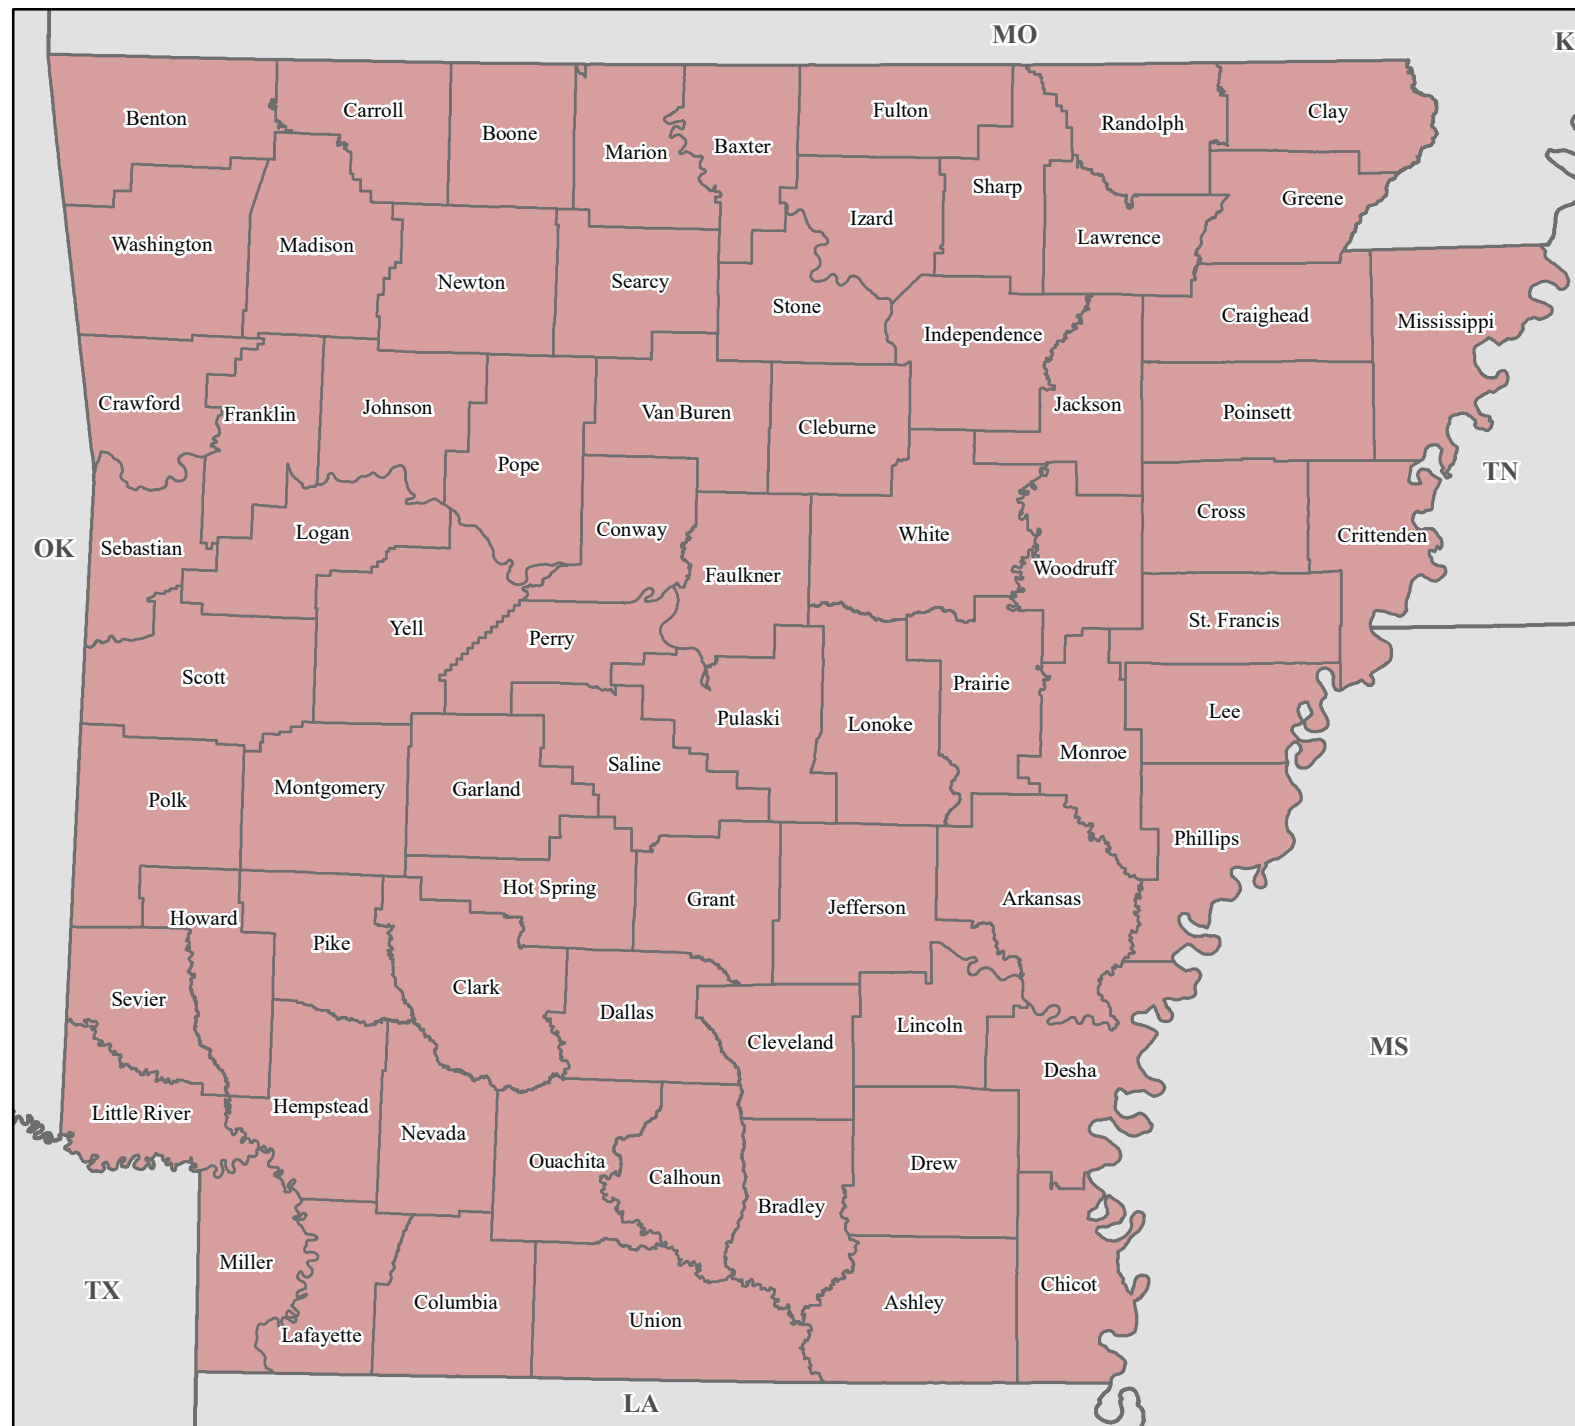 MO
K
Benton
Carroll
Boone
Marion
Baxter
Fulton
Randolph
Clay
Sharp
Greene
Izard
Lawrence
Washington
Madison
Newton
Searcy
Stone
Independence
Craighead
Mississippi
Crawford
Franklin
Johnson
Van Buren
Cleburne
Jackson
Poinsett
Pope
TN
OK
Sebastian
Logan
Conway
Faulkner
White
Woodruff
Cross
Crittenden
Yell
Perry
St. Francis
Scott
Prairie
Pulaski
Lonoke
Lee
Monroe
Saline
Polk
Montgomery
Garland
Phillips
Hot Spring
Grant
Jefferson
Arkansas
Howard
Pike
Sevier
Clark
Dallas
Cleveland
Lincoln
Desha
MS
Little River
Hempstead
Nevada
Ouachita
Calhoun
Drew
Bradley
Miller
TX
Columbia
Union
Ashley
Chicot
Lafayette
LA